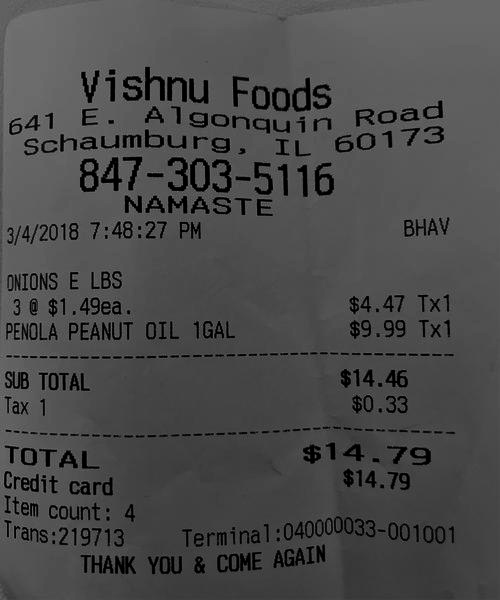 Vishnu Foods
641 E. Algonquin Road
Schaumburg, IL 60173
847-303-5116
NAMASTE
3/4/2018 7:48:27 PM BHAV
ONIONS E LBS
3 @ $1.49ea. $4.47 Tx1
PENOLA PEANUT OIL 1GAL $9.99 Tx1
SUB TOTAL $14.46
Tax 1 $0.33
TOTAL $14.79
Credit card $14.79
Item count: 4
Trans:219713 Terminal:040000033-001001
THANK YOU & COME AGAIN